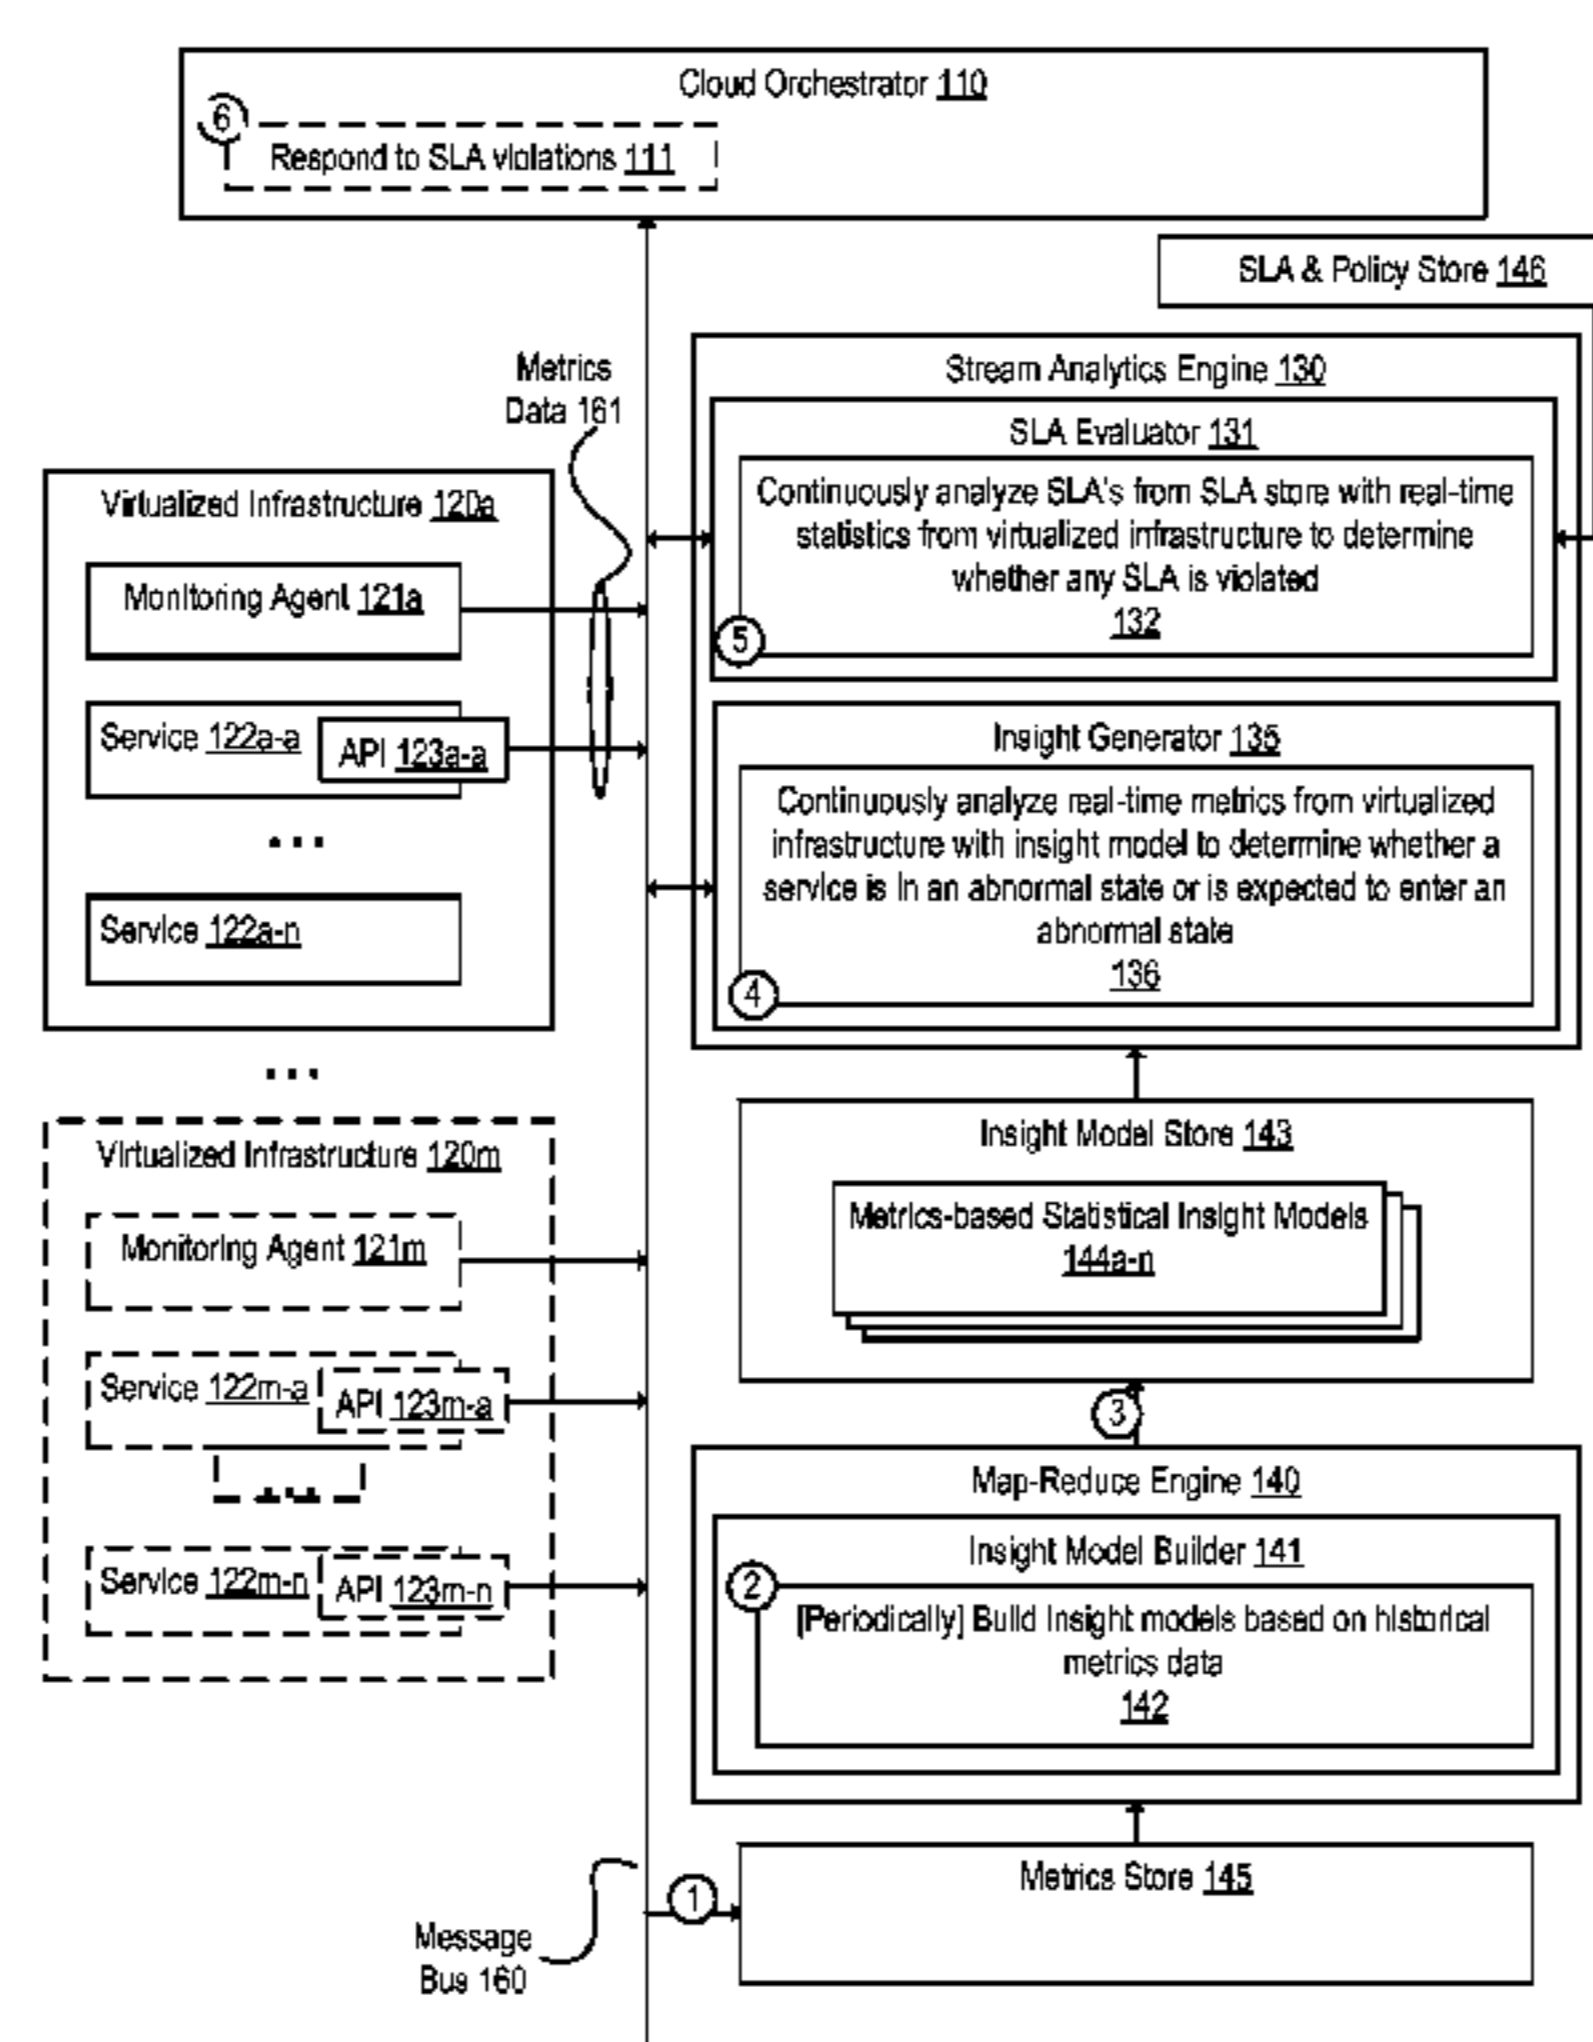 Cloud Orchestrator 110
6
Respond to SLA violations 111
SLA & Policy Store 146
Metrics
Data 161
Stream Analytics Engine 130
SLA Evaluator 131
Continuously analyze SLA's from SLA store with real-time
statistics from virtualized infrastructure to determine
whether any SLA is violated
132
5
Virtualized Infrastructure 120a
Monitoring Agent 121a
Service 122a-a
API 123a-a
...
Service 122a-n
Insight Generator 135
Continuously analyze real-time metrics from virtualized
infrastructure with insight model to determine whether a
service is in an abnormal state or is expected to enter an
abnormal state
136
4
...
Virtualized Infrastructure 120m
Monitoring Agent 121m
Service 122m-a
API 123m-a
...
Service 122m-n
API 123m-n
Insight Model Store 143
Metrics-based Statistical Insight Models
144a-n
3
Map-Reduce Engine 140
Insight Model Builder 141
2
[Periodically] Build Insight models based on historical
metrics data
142
Metrics Store 145
1
Message
Bus 160